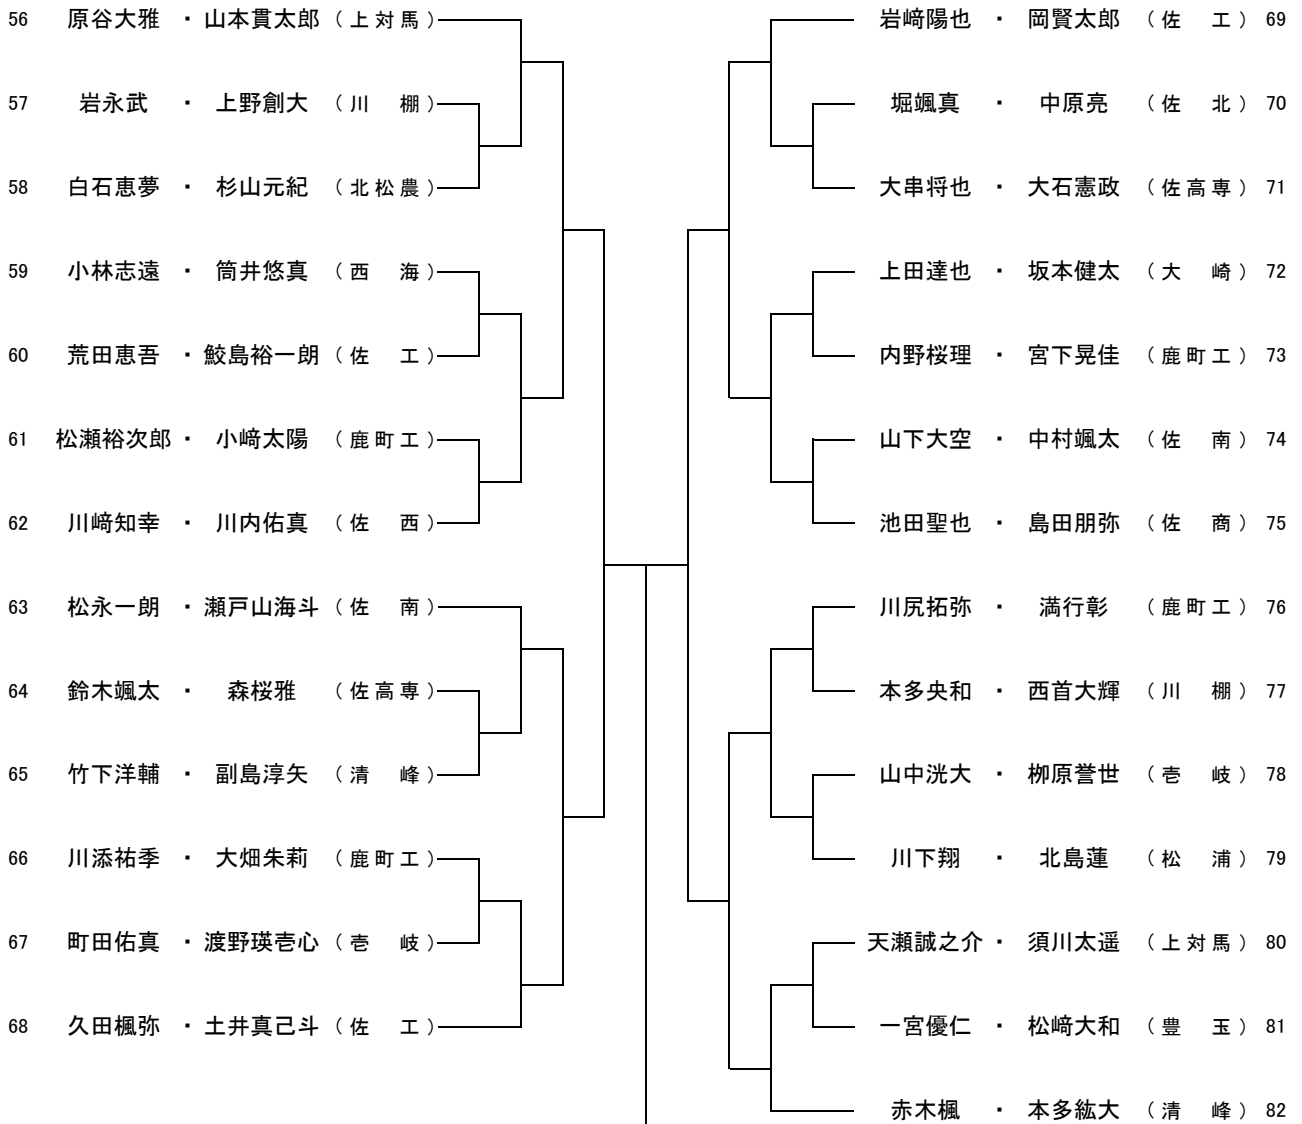 56 原谷大雅 ・ 山本貫太郎 （上対馬）
57 岩永武 ・ 上野創大 （川 棚）
58 白石恵夢 ・ 杉山元紀 （北松農）
59 小林志遠 ・ 筒井悠真 （西 海）
60 荒田恵吾 ・ 鮫島裕一朗 （佐 工）
61 松瀬裕次郎 ・ 小﨑太陽 （鹿町工）
62 川﨑知幸 ・ 川内佑真 （佐 西）
63 松永一朗 ・ 瀬戸山海斗 （佐 南）
64 鈴木颯太 ・ 森桜雅 （佐高専）
65 竹下洋輔 ・ 副島淳矢 （清 峰）
66 川添祐季 ・ 大畑朱莉 （鹿町工）
67 町田佑真 ・ 渡野瑛壱心 （壱 岐）
68 久田楓弥 ・ 土井真己斗 （佐 工）
岩﨑陽也 ・ 岡賢太郎 （佐 工） 69
堀颯真 ・ 中原亮 （佐 北） 70
大串将也 ・ 大石憲政 （佐高専） 71
上田達也 ・ 坂本健太 （大 崎） 72
内野桜理 ・ 宮下晃佳 （鹿町工） 73
山下大空 ・ 中村颯太 （佐 南） 74
池田聖也 ・ 島田朋弥 （佐 商） 75
川尻拓弥 ・ 満行彰 （鹿町工） 76
本多央和 ・ 西首大輝 （川 棚） 77
山中洸大 ・ 栁原誉世 （壱 岐） 78
川下翔 ・ 北島蓮 （松 浦） 79
天瀬誠之介 ・ 須川太遥 （上対馬） 80
一宮優仁 ・ 松﨑大和 （豊 玉） 81
赤木楓 ・ 本多紘大 （清 峰） 82